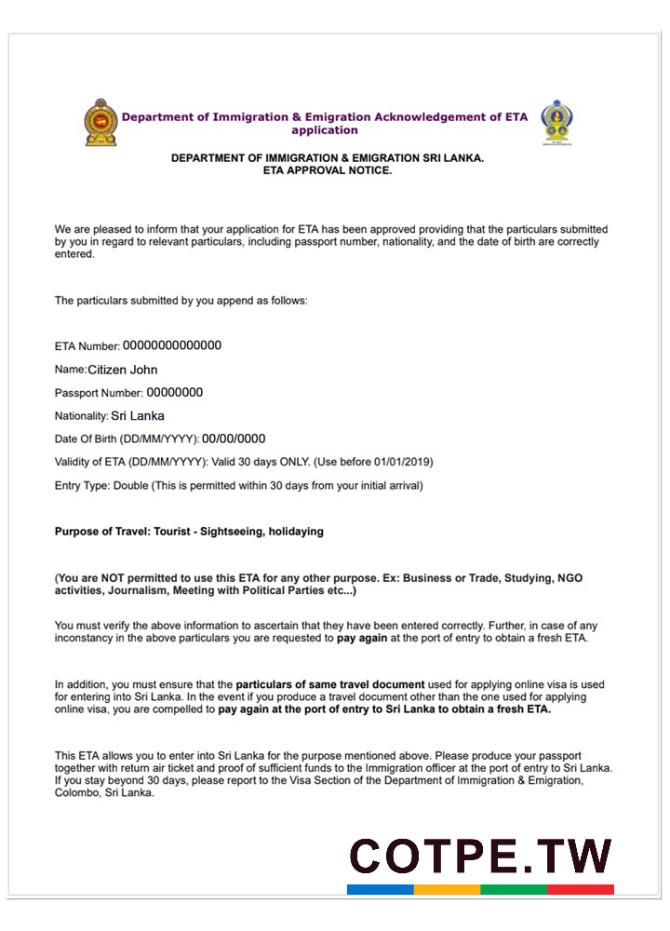 Department of Immigration & Emigration Acknowledgement of ETA
application
DEPARTMENT OF IMMIGRATION & EMIGRATION SRI LANKA.
ETA APPROVAL NOTICE.
We are pleased to inform that your application for ETA has been approved providing that the particulars submitted
by you in regard to relevant particulars, including passport number, nationality, and the date of birth are correctly
entered.
The particulars submitted by you append as follows:
ETA Number: 00000000000000
Name:Citizen John
Passport Number: 00000000
Nationality: Sri Lanka
Date Of Birth (DD/MM/YYYY): 00/00/0000
Validity of ETA (DD/MM/YYYY): Valid 30 days ONLY. (Use before 01/01/2019)
Entry Type: Double (This is permitted within 30 days from your initial arrival)
Purpose of Travel: Tourist - Sightseeing, holidaying
(You are NOT permitted to use this ETA for any other purpose. Ex: Business or Trade, Studying, NGO
activities, Journalism, Meeting with Political Parties etc...)
You must verify the above information to ascertain that they have been entered correctly. Further, in case of any
inconstancy in the above particulars you are requested to pay again at the port of entry to obtain a fresh ETA.
In addition, you must ensure that the particulars of same travel document used for applying online visa is used
for entering into Sri Lanka. In the event if you produce a travel document other than the one used for applying
online visa, you are compelled to pay again at the port of entry to Sri Lanka to obtain a fresh ETA.
This ETA allows you to enter into Sri Lanka for the purpose mentioned above. Please produce your passport
together with return air ticket and proof of sufficient funds to the Immigration officer at the port of entry to Sri Lanka.
If you stay beyond 30 days, please report to the Visa Section of the Department of Immigration & Emigration,
Colombo, Sri Lanka.
COTPE.TW